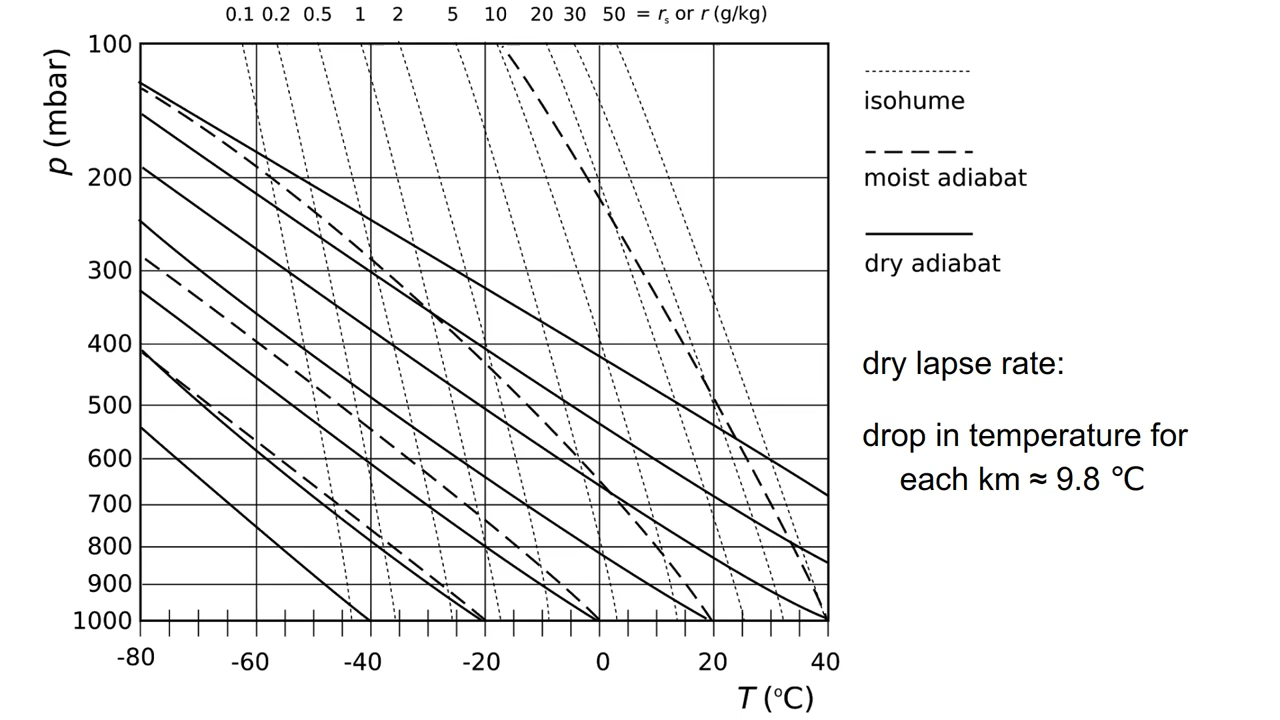 0.1 0.2 0.5 1 2 5 10 20 30 50 = rₛ or r (g/kg)
p (mbar)
100
200
300
400
500
600
700
800
900
1000
-80 -60 -40 -20 0 20 40
T (°C)
isohume
moist adiabat
dry adiabat
dry lapse rate:
drop in temperature for
each km ≈ 9.8 °C